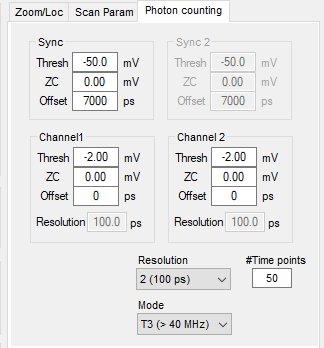 Zoom/Loc Scan Param Photon counting
Sync Sync 2
Thresh -50.0 mV Thresh -50.0 mV
ZC 0.00 mV ZC 0.00 mV
Offset 7000 ps Offset 7000 ps
Channel1 Channel 2
Thresh -2.00 mV Thresh -2.00 mV
ZC 0.00 mV ZC 0.00 mV
Offset 0 ps Offset 0 ps
Resolution 100.0 ps Resolution 100.0 ps
Resolution #Time points
2 (100 ps) 50
Mode
T3 (> 40 MHz)